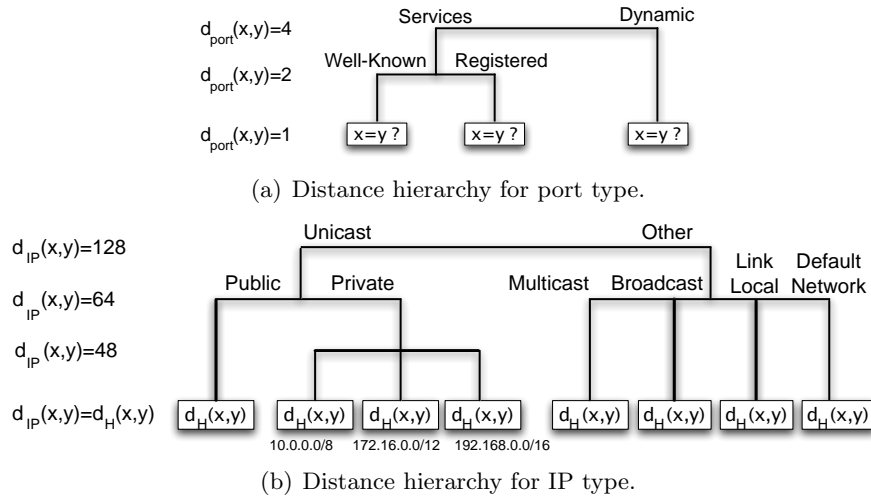 Services Dynamic
d_port(x,y)=4
Well-Known Registered
d_port(x,y)=2
d_port(x,y)=1 x=y ? x=y ? x=y ?
(a) Distance hierarchy for port type.
Unicast Other
d_IP(x,y)=128
Public Private Multicast Broadcast Link Local Default Network
d_IP(x,y)=64
d_IP(x,y)=48
d_IP(x,y)=d_H(x,y) d_H(x,y) d_H(x,y) d_H(x,y) d_H(x,y) d_H(x,y) d_H(x,y) d_H(x,y) d_H(x,y)
10.0.0.0/8 172.16.0.0/12 192.168.0.0/16
(b) Distance hierarchy for IP type.